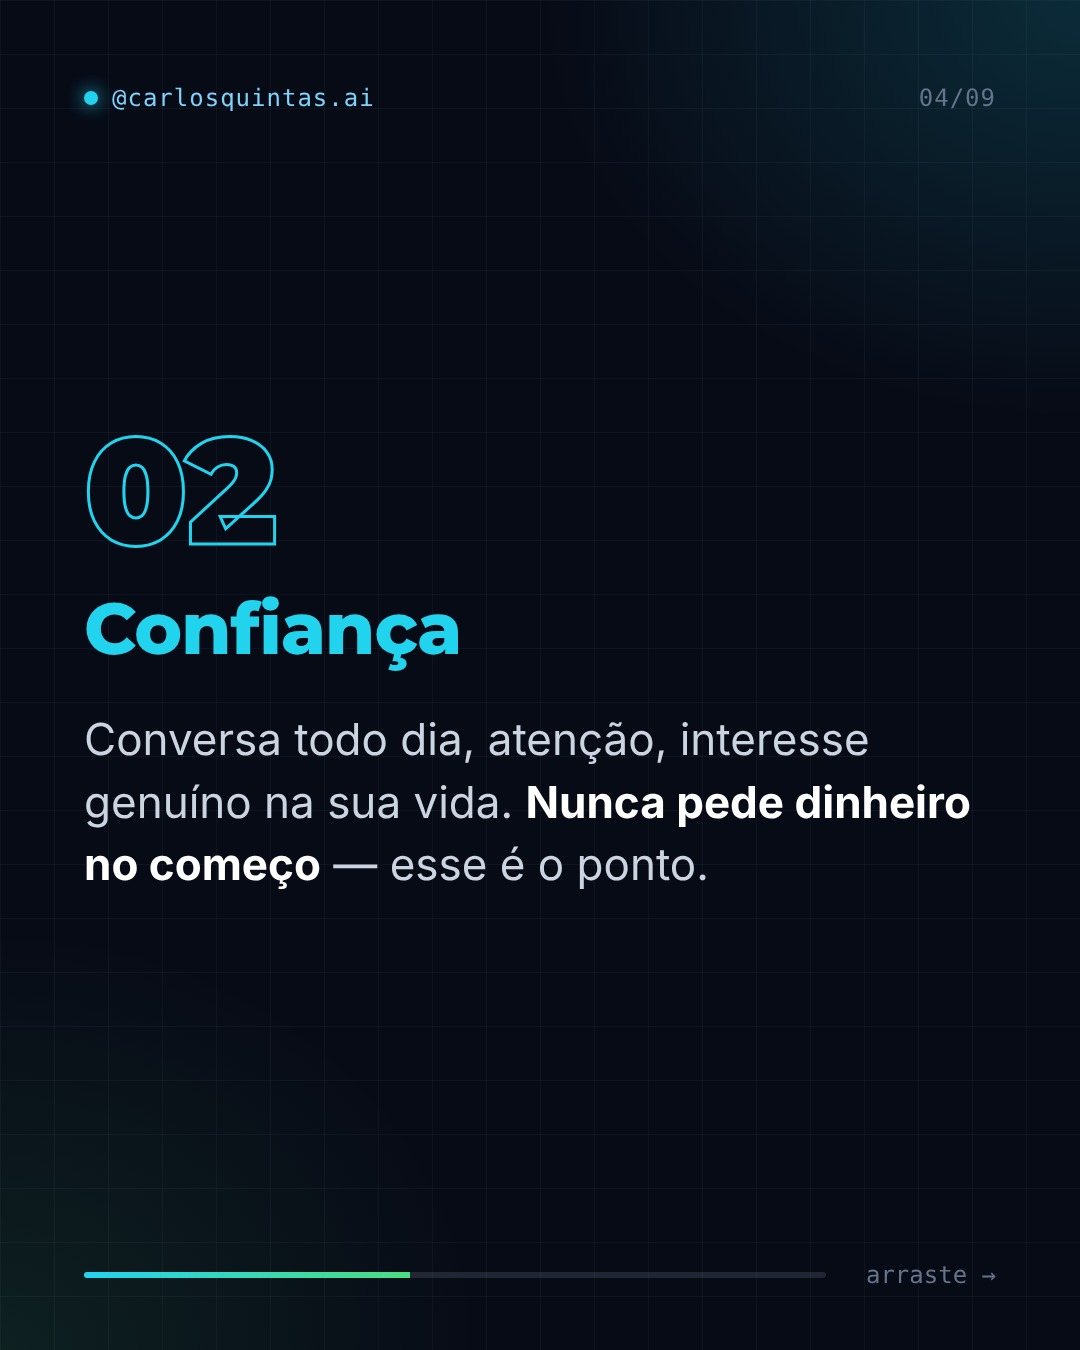 @carlosquintas.ai
04/09
02
Confiança
Conversa todo dia, atenção, interesse
genuíno na sua vida. Nunca pede dinheiro
no começo — esse é o ponto.
arraste →